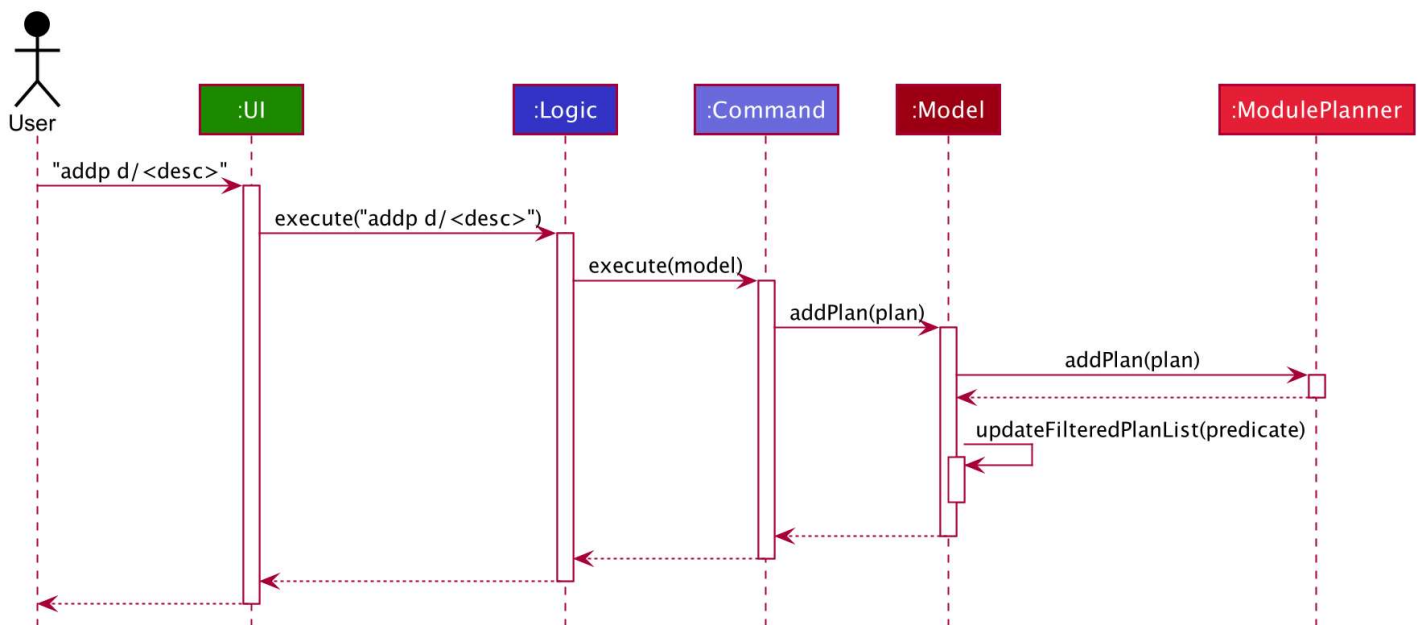 :UI
:Logic
:Command
:Model
:ModulePlanner
User
"addp d/<desc>"
execute("addp d/<desc>")
execute(model)
addPlan(plan)
addPlan(plan)
updateFilteredPlanList(predicate)